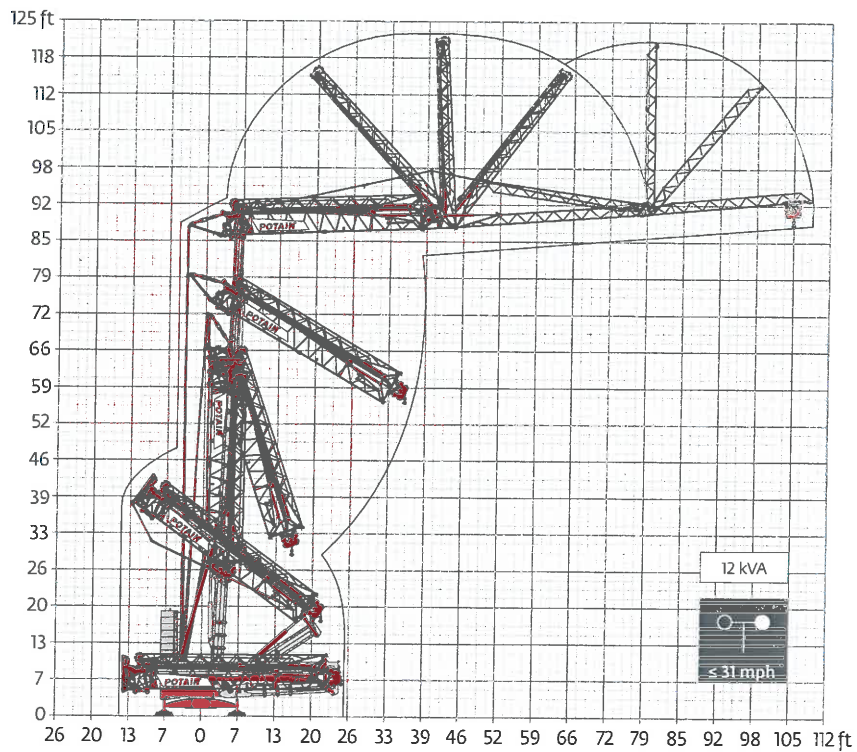 125 ft
118
112
105
98
92
POTAIN
85
79
72
POTAIN
66
59
POTAIN
52
46
39
POTAIN
33
26
12 kVA
20
13
7
POTAIN
≤ 31 mph
0
26 20 13 7 0 7 13 20 26 33 39 46 52 59 66 72 79 85 92 98 105 112 ft